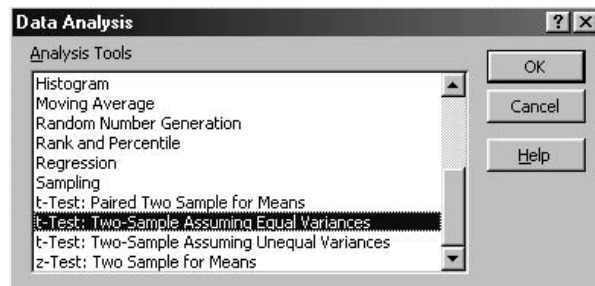 Data Analysis
Analysis Tools
Histogram
Moving Average
Random Number Generation
Rank and Percentile
Regression
Sampling
t-Test: Paired Two Sample for Means
t-Test: Two-Sample Assuming Equal Variances
t-Test: Two-Sample Assuming Unequal Variances
z-Test: Two Sample for Means
OK
Cancel
Help